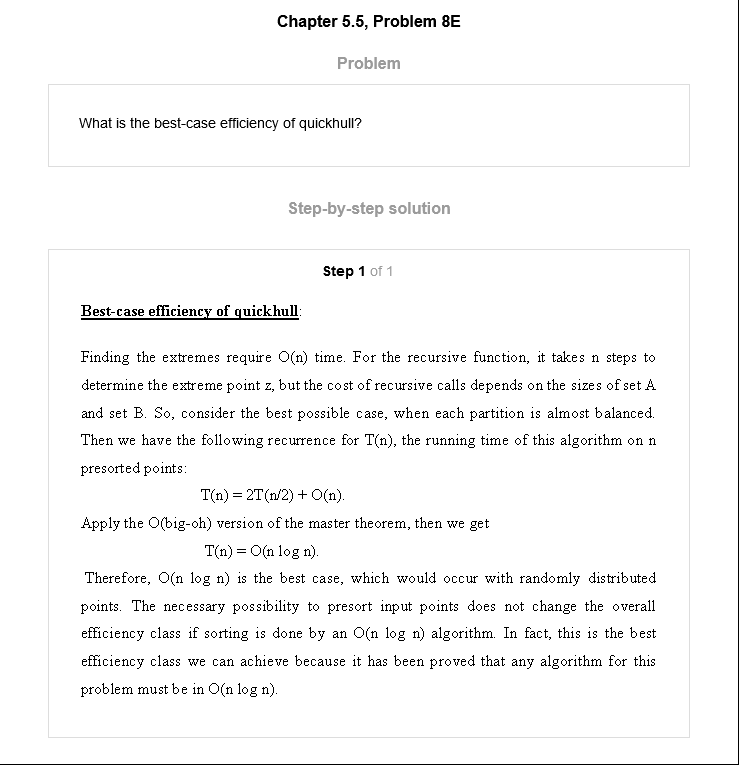 Chapter 5.5, Problem 8E
Problem
What is the best-case efficiency of quickhull?
Step-by-step solution
Step 1 of 1
Best-case efficiency of quickhull:
Finding the extremes require O(n) time. For the recursive function, it takes n steps to
determine the extreme point z, but the cost of recursive calls depends on the sizes of set A
and set B. So, consider the best possible case, when each partition is almost balanced.
Then we have the following recurrence for T(n), the running time of this algorithm on n
presorted points:
T(n) = 2T(n/2) + O(n).
Apply the O(big-oh) version of the master theorem, then we get
T(n) = O(n log n).
Therefore, O(n log n) is the best case, which would occur with randomly distributed
points. The necessary possibility to presort input points does not change the overall
efficiency class if sorting is done by an O(n log n) algorithm. In fact, this is the best
efficiency class we can achieve because it has been proved that any algorithm for this
problem must be in O(n log n).